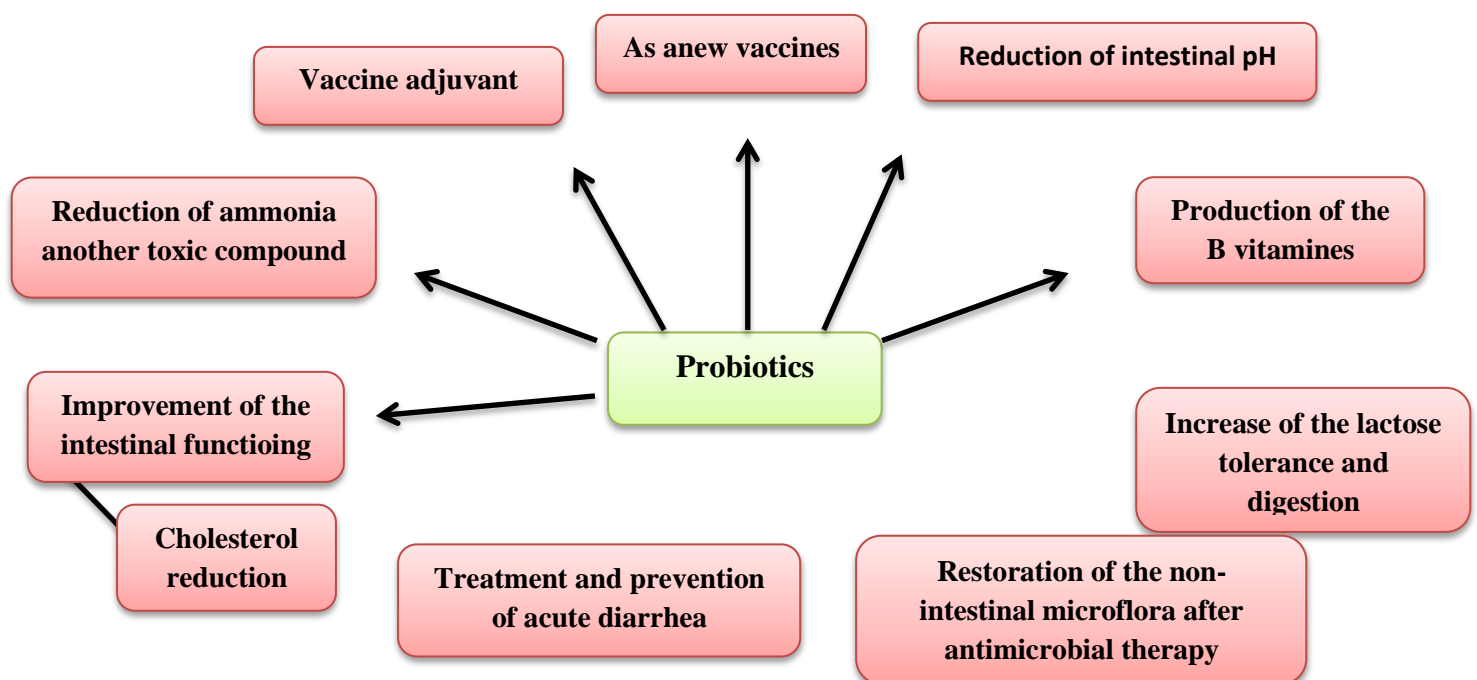 As anew vaccines
Reduction of intestinal pH
Vaccine adjuvant
Reduction of ammonia
another toxic compound
Production of the
B vitamines
Probiotics
Improvement of the
intestinal functioing
Increase of the lactose
tolerance and
digestion
Cholesterol
reduction
Treatment and prevention
of acute diarrhea
Restoration of the non-
intestinal microflora after
antimicrobial therapy